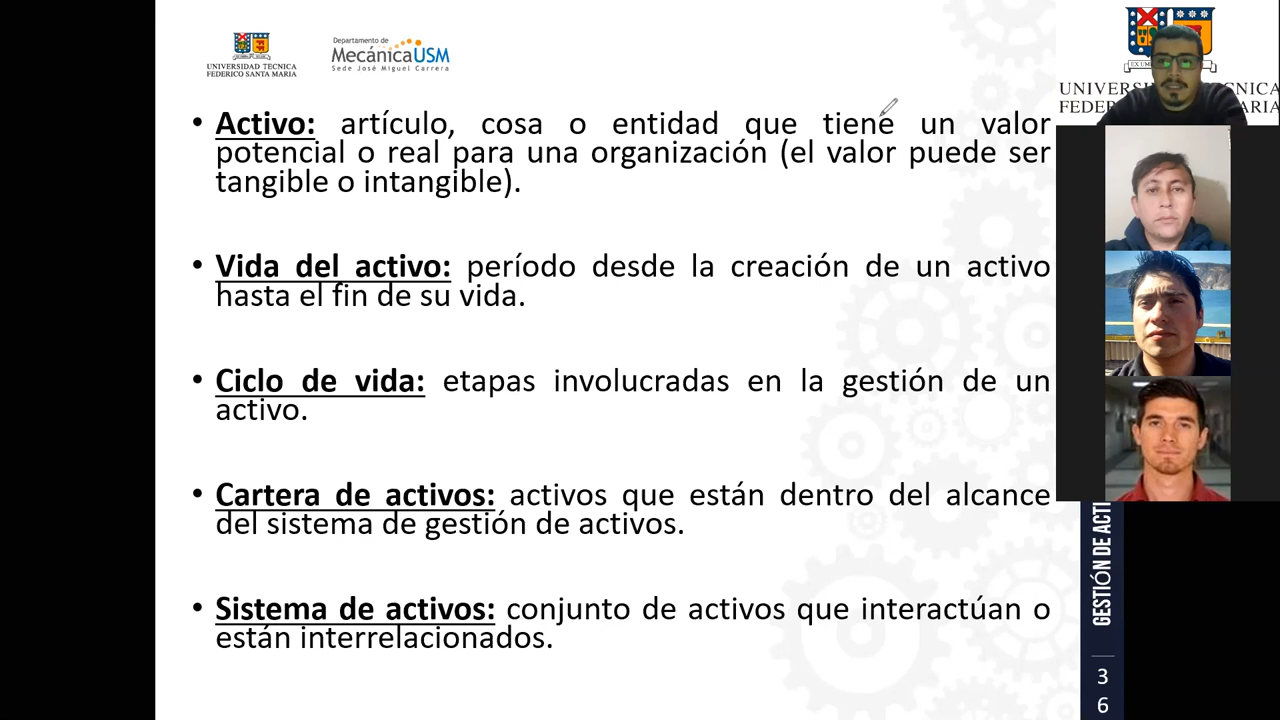 UNIVERSIDAD TECNICA
FEDERICO SANTA MARIA
Departamento de
MecánicaUSM
Sede José Miguel Carrera
• Activo: artículo, cosa o entidad que tiene un valor
potencial o real para una organización (el valor puede ser
tangible o intangible).
• Vida del activo: período desde la creación de un activo
hasta el fin de su vida.
• Ciclo de vida: etapas involucradas en la gestión de un
activo.
• Cartera de activos: activos que están dentro del alcance
del sistema de gestión de activos.
• Sistema de activos: conjunto de activos que interactúan o
están interrelacionados.
GESTIÓN DE ACTI
3
6